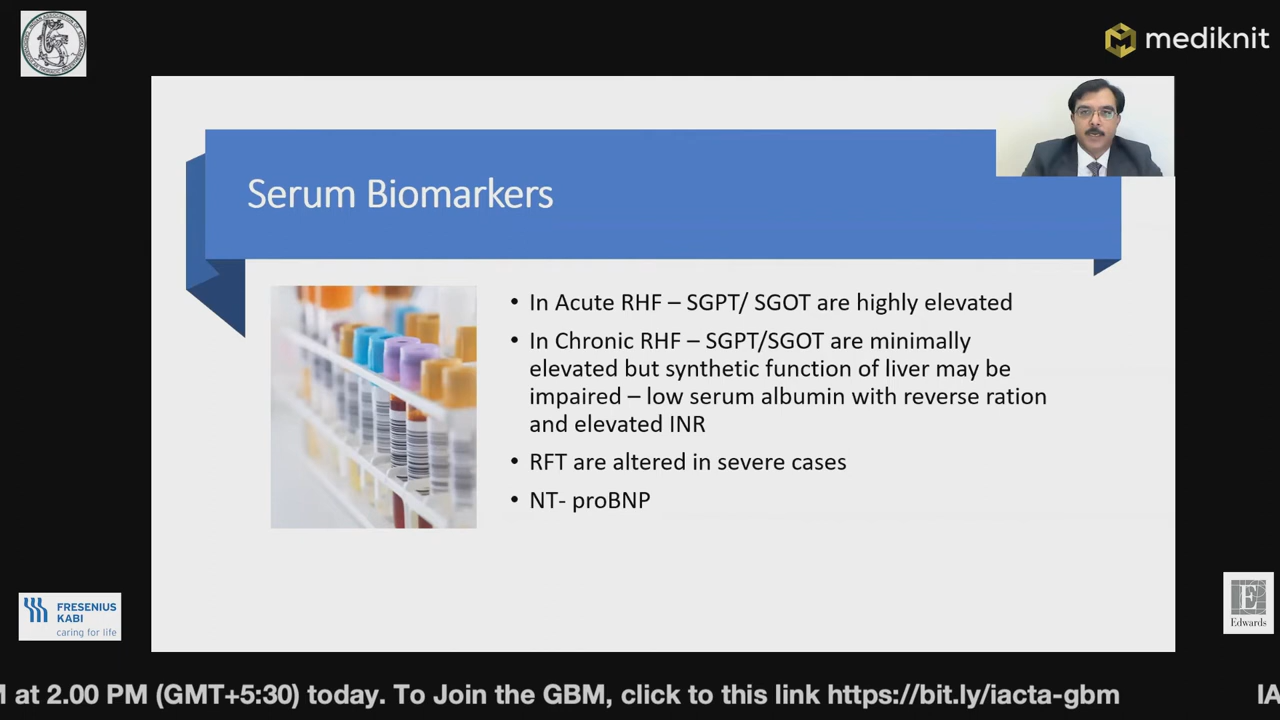 mediknit
Serum Biomarkers
• In Acute RHF – SGPT/ SGOT are highly elevated
• In Chronic RHF – SGPT/SGOT are minimally
elevated but synthetic function of liver may be
impaired – low serum albumin with reverse ration
and elevated INR
• RFT are altered in severe cases
• NT- proBNP
FRESENIUS
KABI
caring for life
E
Edwards
M at 2.00 PM (GMT+5:30) today. To Join the GBM, click to this link https://bit.ly/iacta-gbm IA